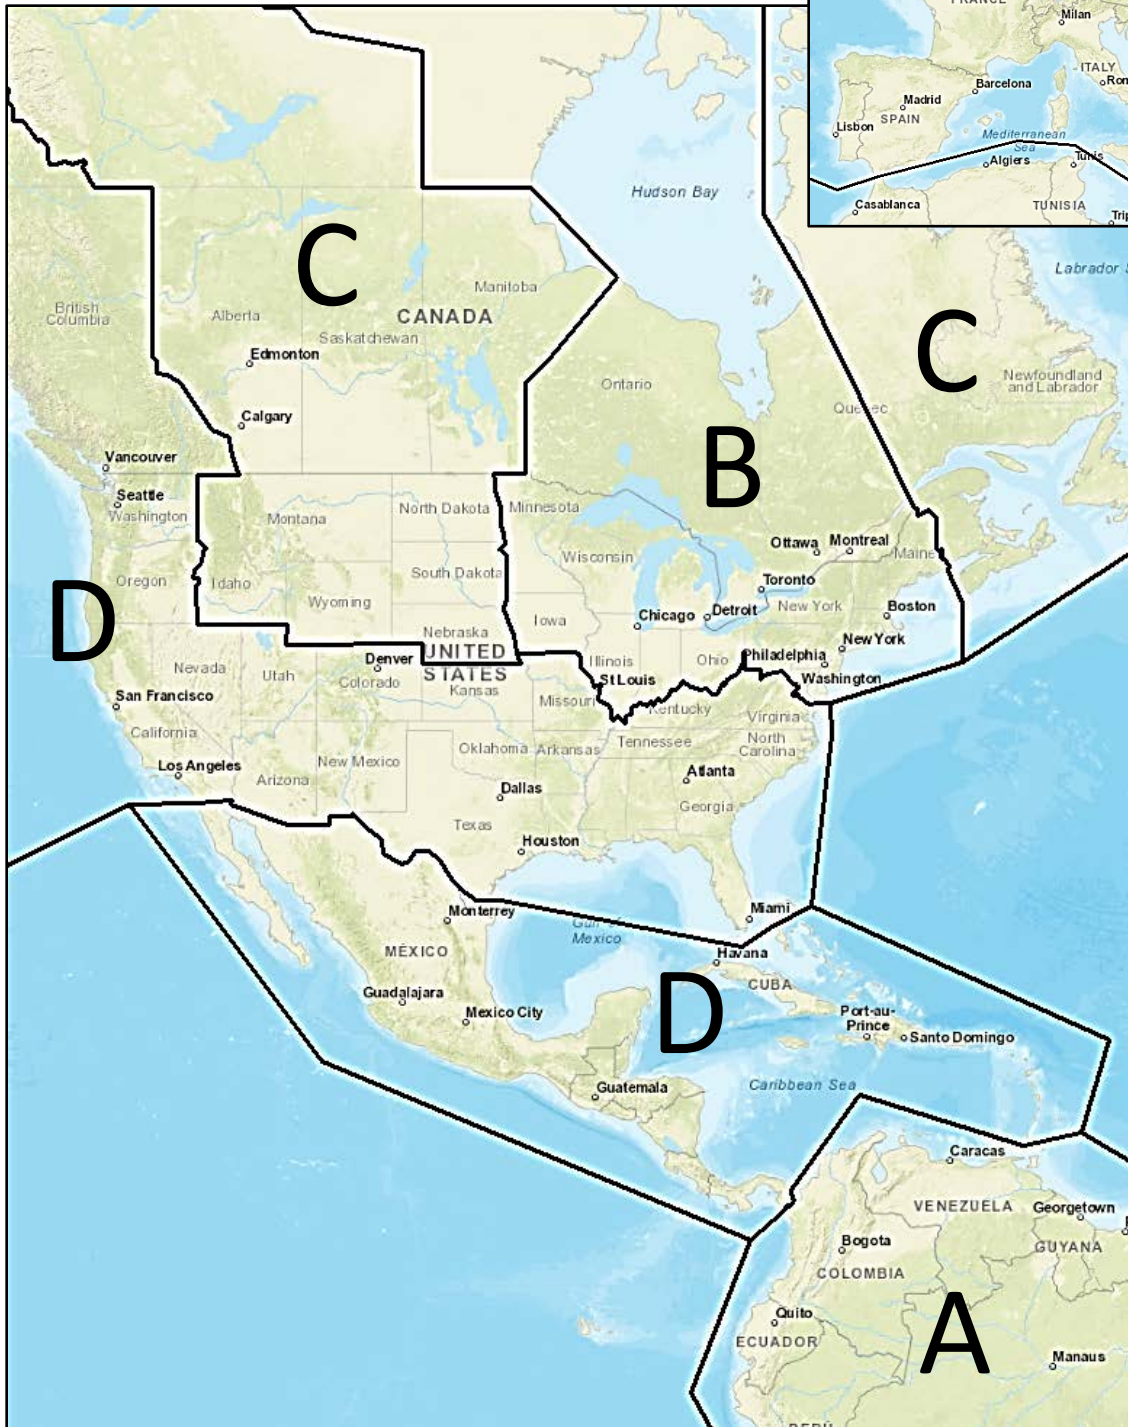 FRANCE
Milan
ITALY
Barcelona
Madrid
SPAIN
Lisbon
Mediterranean
Sea
Algiers
Tunis
Casablanca
TUNISIA
Hudson Bay
C
Manitoba
British
Columbia
Alberta
CANADA
Saskatchewan
Edmonton
Calgary
Labrador
C
Newfoundland
and Labrador
Ontario
Quebec
B
Vancouver
Seattle
Washington
Montana
North Dakota
Minnesota
Ottawa
Montreal
Maine
Wisconsin
Oregon
Idaho
South Dakota
Toronto
D
Wyoming
Chicago
Detroit
New York
Boston
Iowa
Nebraska
New York
UNITED
STATES
Denver
Illinois
Ohio
Philadelphia
Nevada
Utah
Colorado
Kansas
St Louis
Washington
San Francisco
Missouri
Kentucky
Virginia
California
Tennessee
North
Carolina
Oklahoma
Arkansas
New Mexico
Los Angeles
Arizona
Atlanta
Dallas
Georgia
Texas
Houston
Monterrey
Miami
Gulf of
Mexico
MÉXICO
Havana
CUBA
Guadalajara
Mexico City
D
Port-au-
Prince
Santo Domingo
Guatemala
Caribbean Sea
Caracas
VENEZUELA
Georgetown
Bogota
GUYANA
COLOMBIA
Quito
ECUADOR
A
Manaus